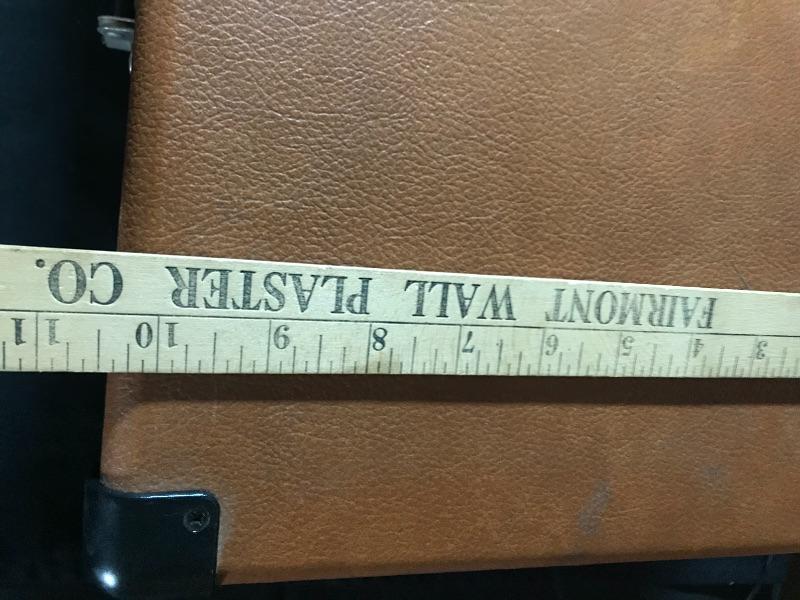 3 4 5 6 7 8 9 10 11
FAIRMONT WALL PLASTER CO.